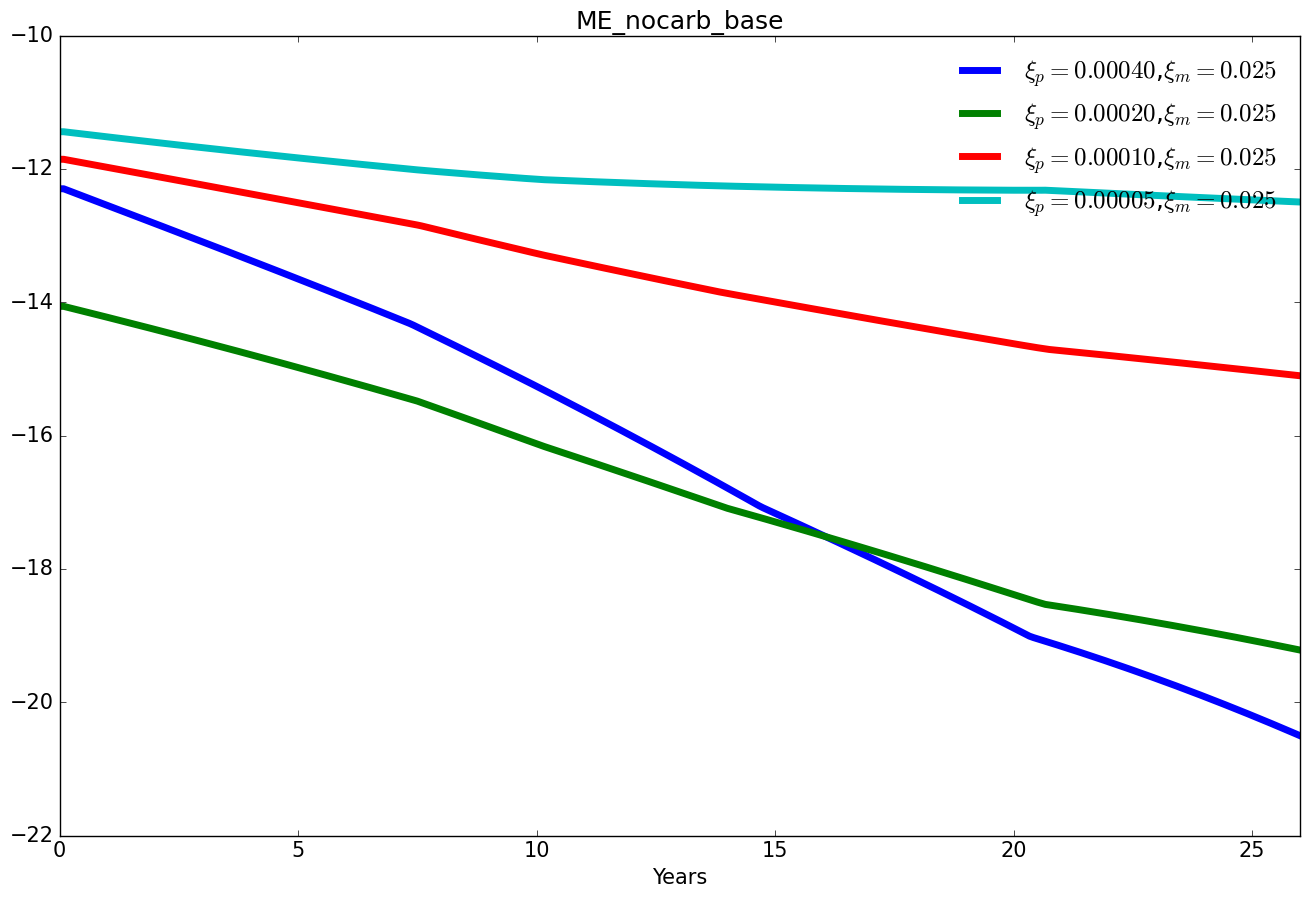 ME_nocarb_base
−10
−12
−14
−16
−18
−20
−22
ξp = 0.00040,ξm = 0.025
ξp = 0.00020,ξm = 0.025
ξp = 0.00010,ξm = 0.025
ξp = 0.00005,ξm = 0.025
0 5 10 15 20 25
Years